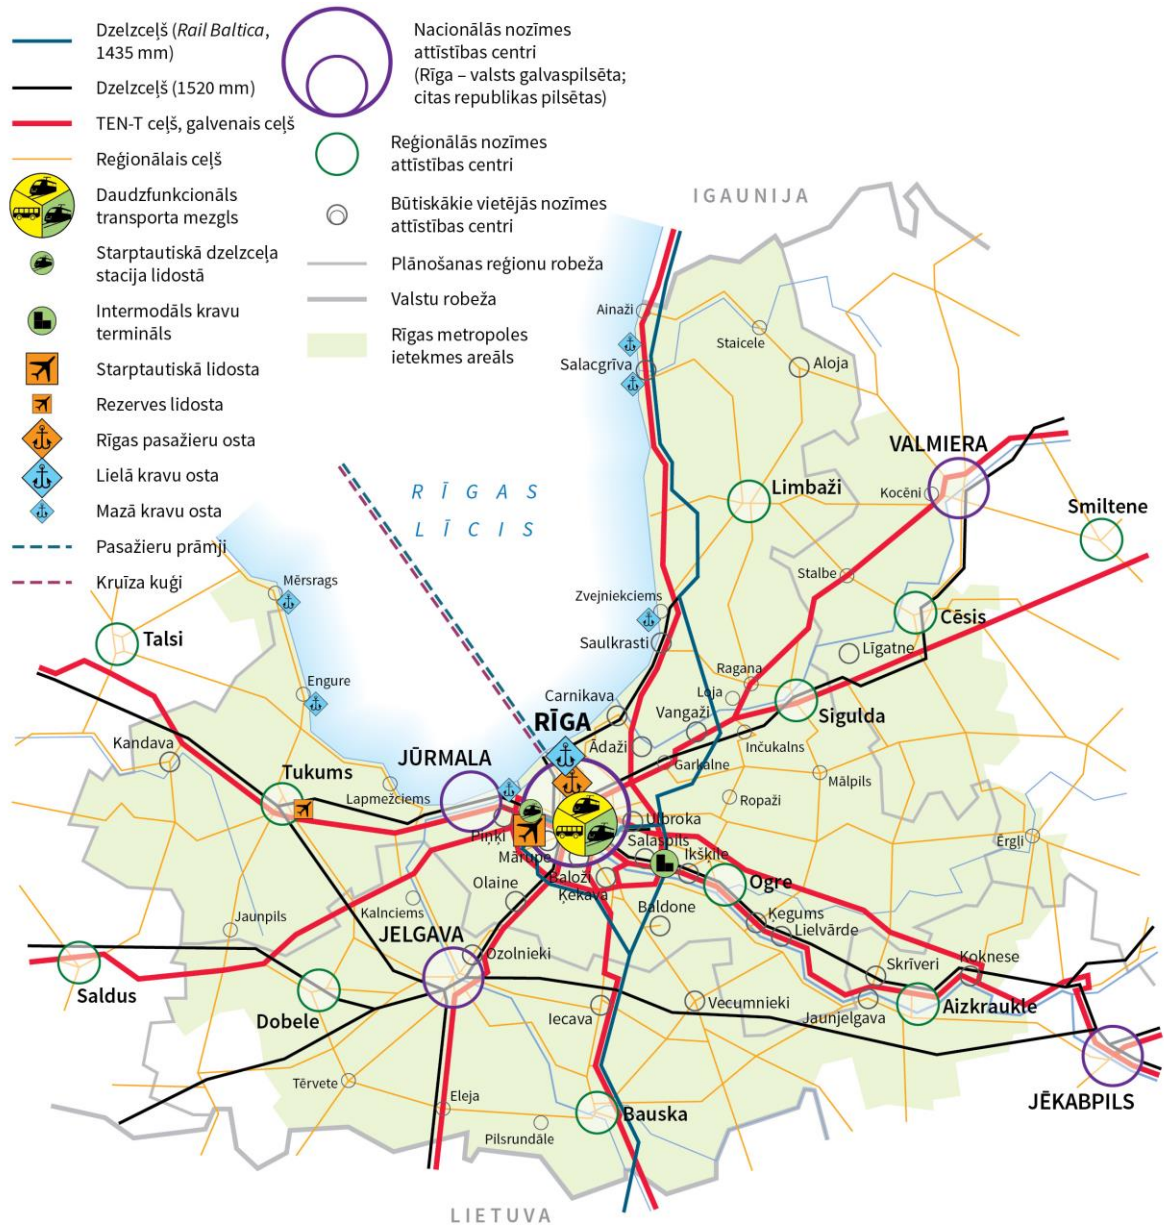 Dzelzceļš (Rail Baltica,
1435 mm)
Dzelzceļš (1520 mm)
TEN-T ceļš, galvenais ceļš
Reģionālais ceļš
Daudzfunkcionāls
transporta mezgls
Starptautiskā dzelzceļa
stacija lidostā
Intermodāls kravu
termināls
Starptautiskā lidosta
Rezerves lidosta
Rīgas pasažieru osta
Lielā kravu osta
Mazā kravu osta
Pasažieru prāmji
Kruīza kuģi
Nacionālās nozīmes
attīstības centri
(Rīga – valsts galvaspilsēta;
citas republikas pilsētas)
Reģionālās nozīmes
attīstības centri
Būtiskākie vietējās nozīmes
attīstības centri
Plānošanas reģionu robeža
Valstu robeža
Rīgas metropoles
ietekmes areāls
IGAUNIJA
Ainaži
Staicele
Salacgrīva
Aloja
VALMIERA
RĪGAS
LĪCIS
Limbaži
Kocēni
Smiltene
Stalbe
Mērsrags
Zvejniekciems
Cēsis
Talsi
Saulkrasti
Līgatne
Ragana
Engure
Loja
Carnikava
Vangaži
Sigulda
RĪGA
Kandava
Ādaži
Inčukalns
JŪRMALA
Garkalne
Tukums
Mālpils
Lapmežciems
Ropaži
Ulbroka
Piņķi
Salaspils
Ērgļi
Mārupe
Ikšķile
Baloži
Ogre
Olaine
Ķekava
Kalnciems
Baldone
Jaunpils
Ķegums
JELGAVA
Lielvārde
Ozolnieki
Skrīveri
Koknese
Saldus
Vecumnieki
Dobele
Iecava
Jaunjelgava
Aizkraukle
Tērvete
Eleja
JĒKABPILS
Bauska
Pilsrundāle
LIETUVA